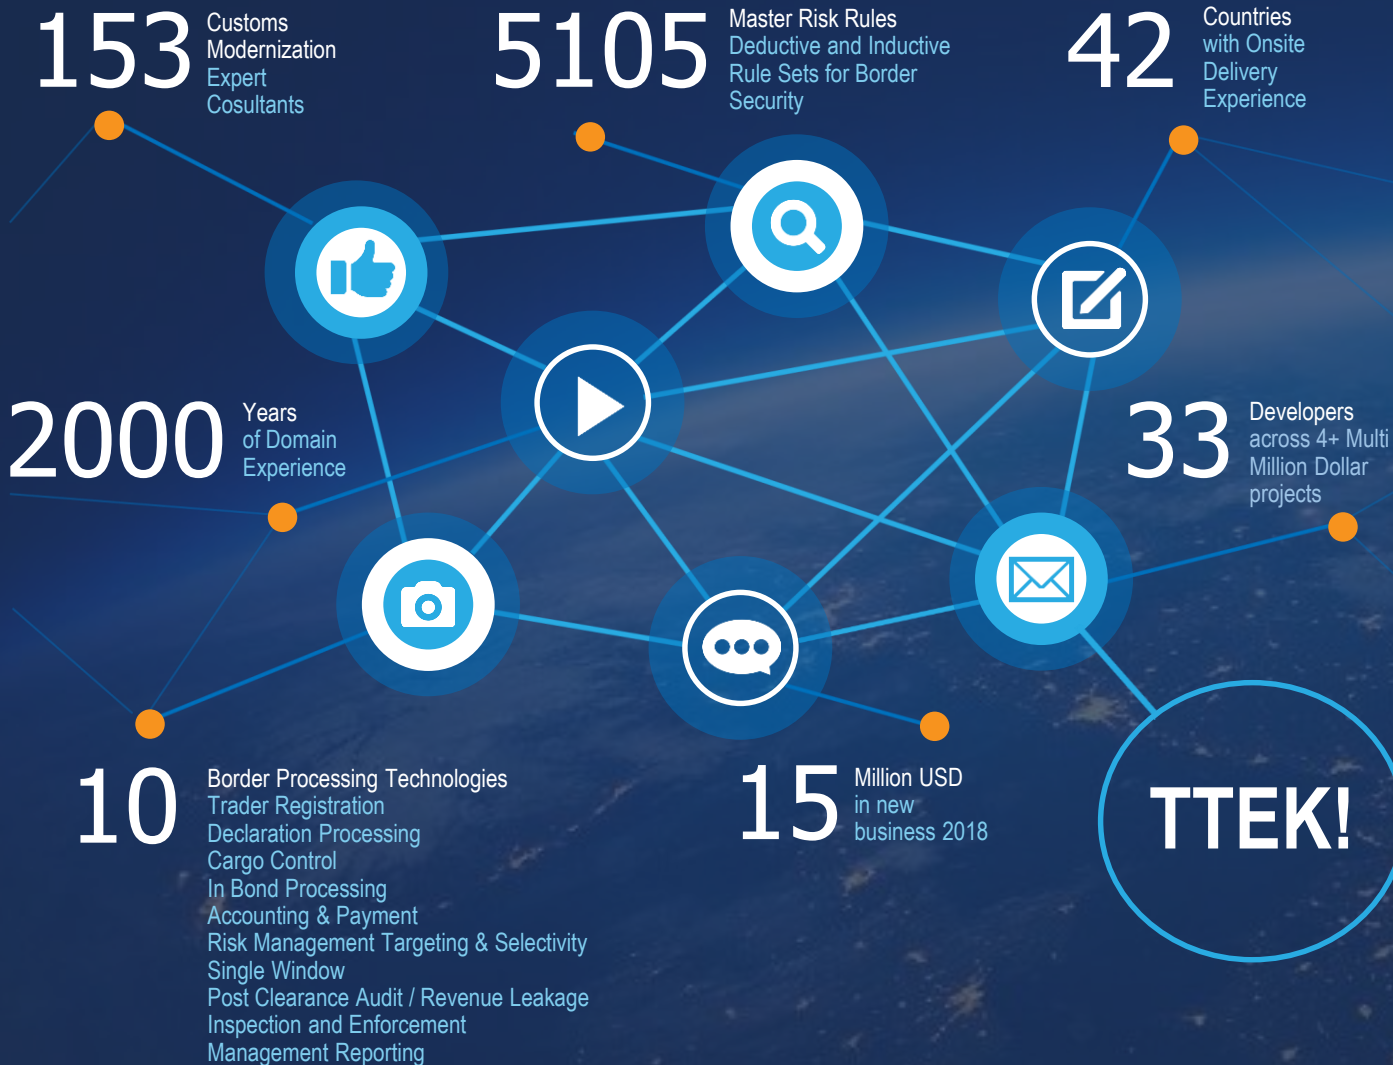 153
Customs
Modernization
Expert
Cosultants
5105
Master Risk Rules
Deductive and Inductive
Rule Sets for Border
Security
42
Countries
with Onsite
Delivery
Experience
2000
Years
of Domain
Experience
33
Developers
across 4+ Multi
Million Dollar
projects
10
Border Processing Technologies
Trader Registration
Declaration Processing
Cargo Control
In Bond Processing
Accounting & Payment
Risk Management Targeting & Selectivity
Single Window
Post Clearance Audit / Revenue Leakage
Inspection and Enforcement
Management Reporting
15
Million USD
in new
business 2018
TTEK!